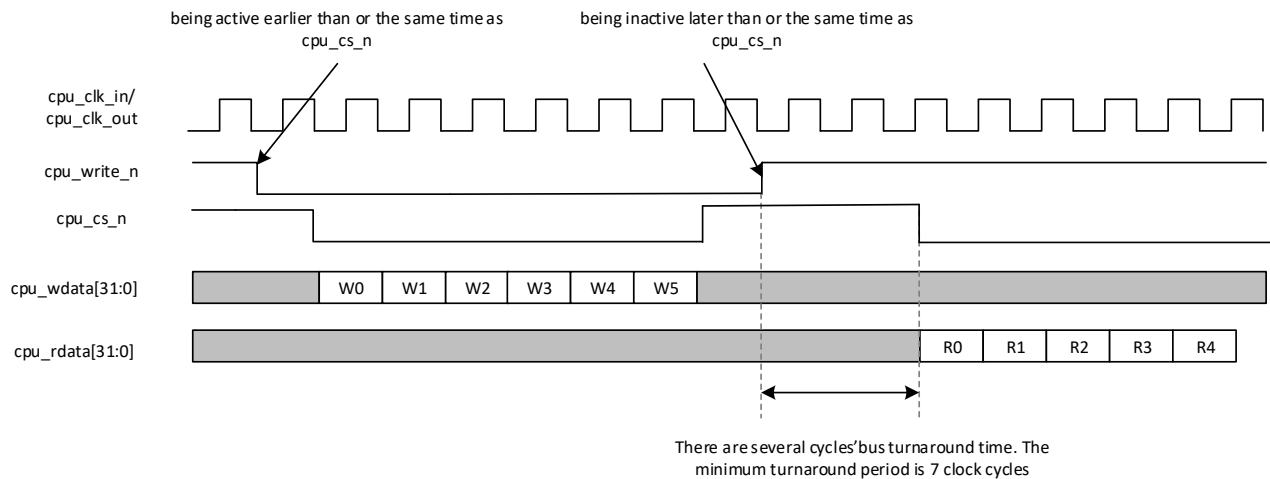 being active earlier than or the same time as
cpu_cs_n
being inactive later than or the same time as
cpu_cs_n
cpu_clk_in/
cpu_clk_out
cpu_write_n
cpu_cs_n
cpu_wdata[31:0]
W0 W1 W2 W3 W4 W5
cpu_rdata[31:0]
R0 R1 R2 R3 R4
There are several cycles’bus turnaround time. The
minimum turnaround period is 7 clock cycles